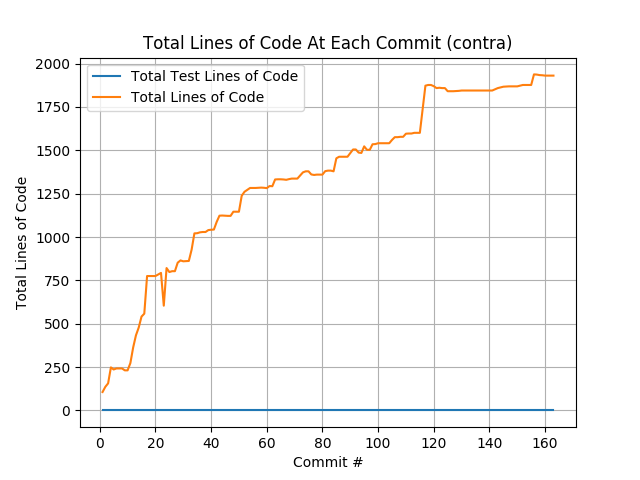 Total Lines of Code At Each Commit (contra)
Total Test Lines of Code
Total Lines of Code
Total Lines of Code
2000
1750
1500
1250
1000
750
500
250
0
0 20 40 60 80 100 120 140 160
Commit #